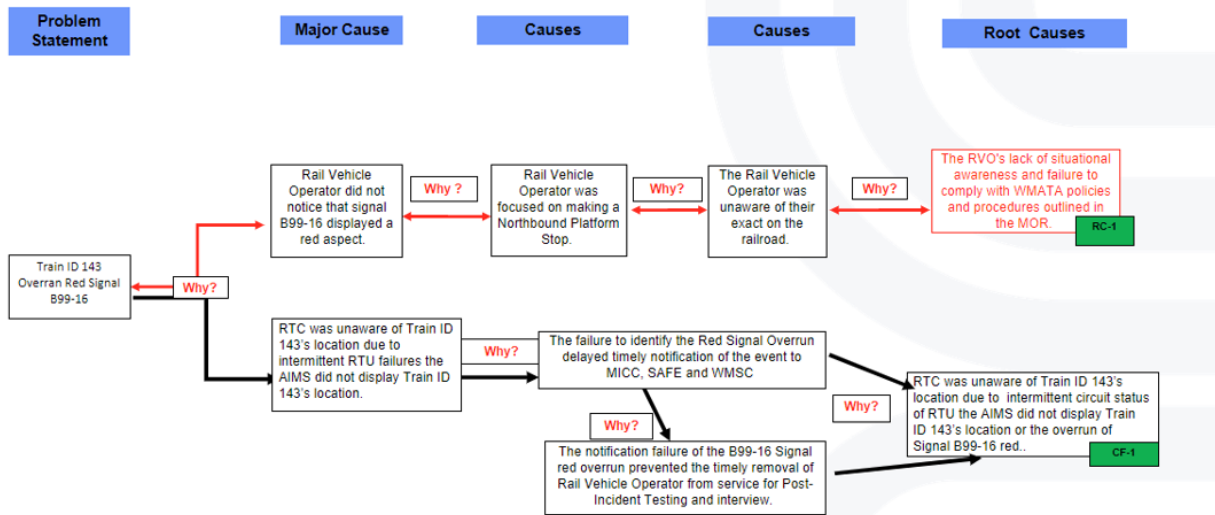 Problem
Statement
Major Cause
Causes
Causes
Root Causes
Rail Vehicle
Operator did not
notice that signal
B99-16 displayed a
red aspect.
Why ?
Rail Vehicle
Operator was
focused on making a
Northbound Platform
Stop.
Why?
The Rail Vehicle
Operator was
unaware of their
exact on the
railroad.
Why?
The RVO's lack of situational
awareness and failure to
comply with WMATA policies
and procedures outlined in
the MOR.
RC-1
Train ID 143
Overran Red Signal
B99-16
Why?
RTC was unaware of Train ID
143's location due to
intermittent RTU failures the
AIMS did not display Train ID
143's location.
Why?
The failure to identify the Red Signal Overrun
delayed timely notification of the event to
MICC, SAFE and WMSC
Why?
The notification failure of the B99-16 Signal
red overrun prevented the timely removal of
Rail Vehicle Operator from service for Post-
Incident Testing and interview.
Why?
RTC was unaware of Train ID 143's
location due to intermittent circuit status
of RTU the AIMS did not display Train
ID 143's location or the overrun of
Signal B99-16 red..
CF-1